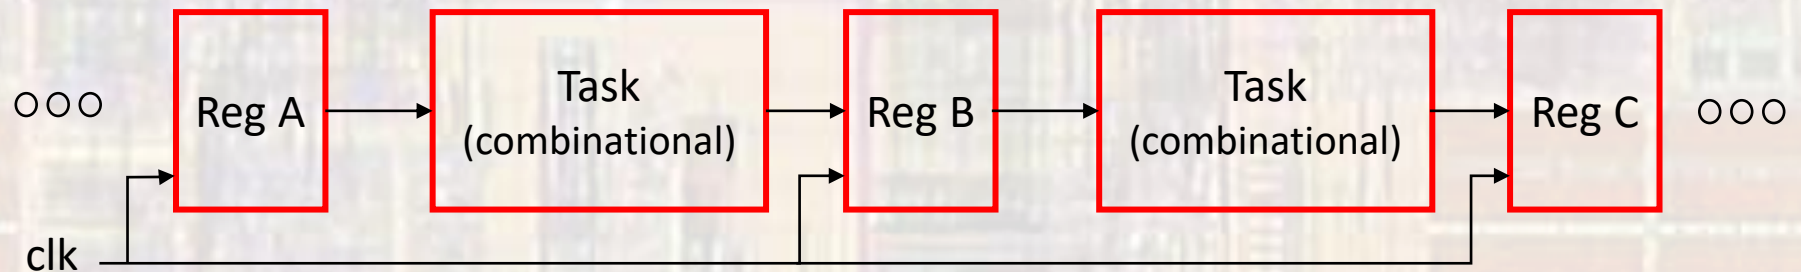 Reg A
Task
(combinational)
Reg B
Task
(combinational)
Reg C
clk